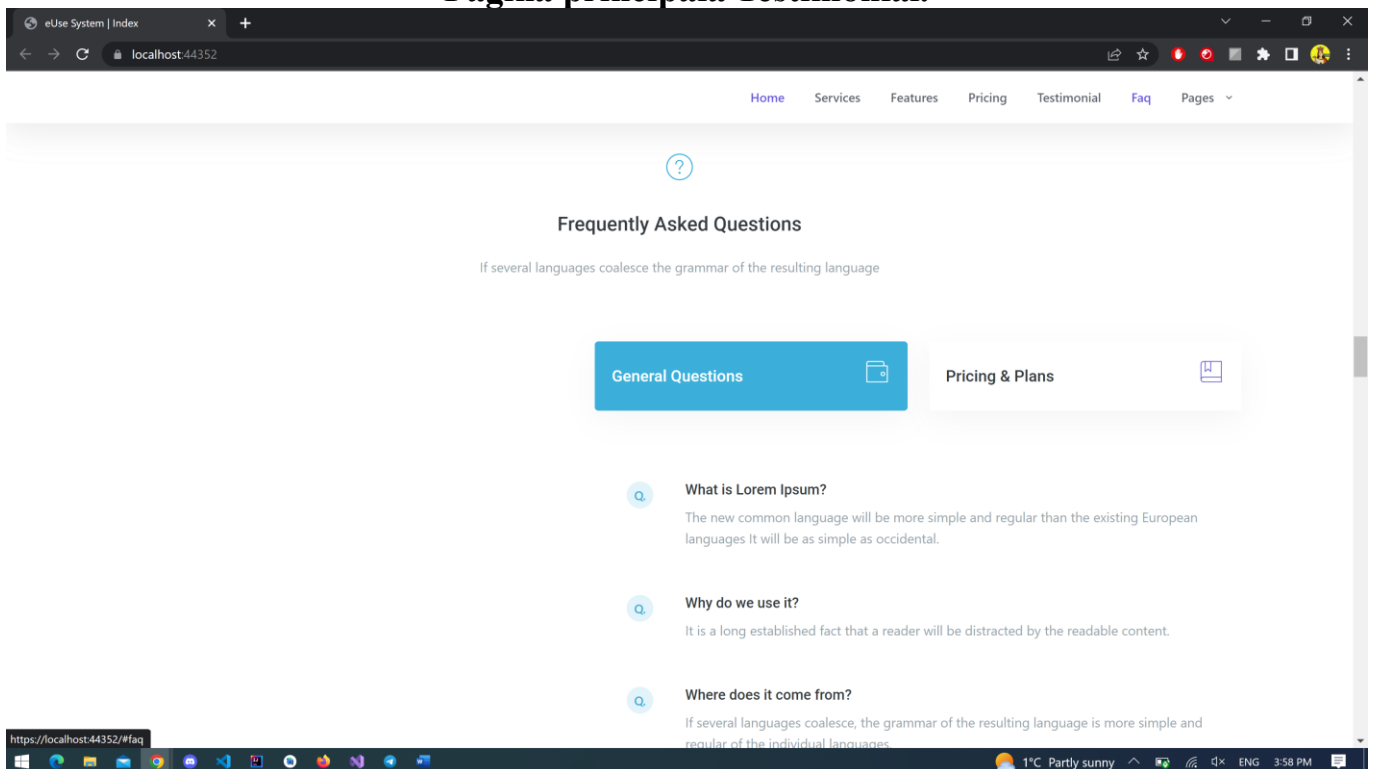 Pagina principală Testimonial.
eUse System | Index
localhost:44352
Home Services Features Pricing Testimonial Faq Pages
Frequently Asked Questions
If several languages coalesce the grammar of the resulting language
General Questions
Pricing & Plans
Q.
What is Lorem Ipsum?
The new common language will be more simple and regular than the existing European
languages It will be as simple as occidental.
Q.
Why do we use it?
It is a long established fact that a reader will be distracted by the readable content.
Q.
Where does it come from?
If several languages coalesce, the grammar of the resulting language is more simple and
regular of the individual languages.
https://localhost:44352/#faq
1°C Partly sunny
ENG
3:58 PM